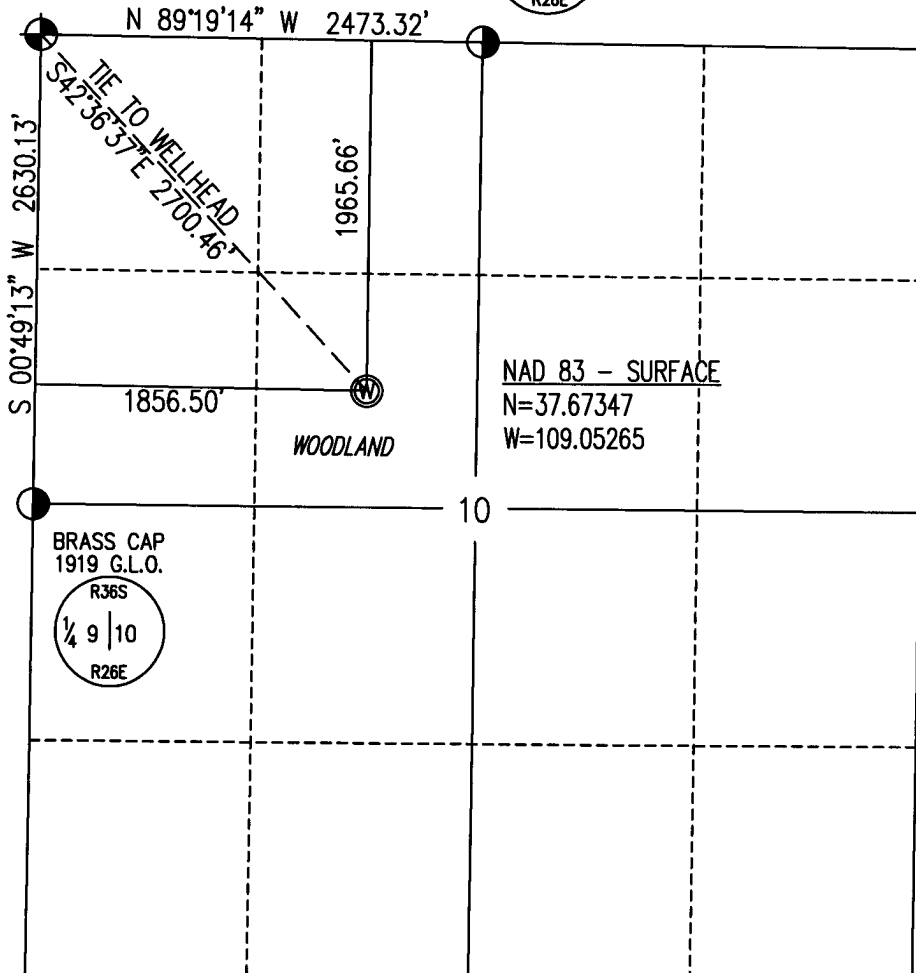 R26E
N 89°19'14" W 2473.32'
TIE TO WELLHEAD
S42°36'37"E 2700.46'
S 00°49'13" W 2630.13'
1965.66'
1856.50'
W
WOODLAND
NAD 83 - SURFACE
N=37.67347
W=109.05265
10
BRASS CAP
1919 G.L.O.
R36S
1/4 9 | 10
R26E